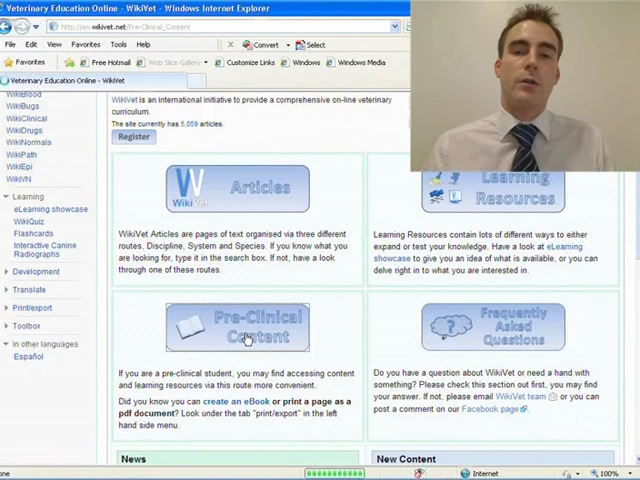 Veterinary Education Online - WikiVet - Windows Internet Explorer
http://en.wikivet.net/Pre-Clinical_Content
File Edit View Favorites Tools Help
Convert Select
Favorites Free Hotmail Web Slice Gallery Customize Links Windows Windows Media
Veterinary Education Online - WikiVet
WikiBlood
WikiBugs
WikiClinical
WikiDrugs
WikiNormals
WikiPath
WikiEpi
WikiVN
Learning
eLearning showcase
WikiQuiz
Flashcards
Interactive Canine
Radiographs
Development
Translate
Print/export
Toolbox
In other languages
Español
WikiVet is an international initiative to provide a comprehensive on-line veterinary
curriculum.
The site currently has 5,059 articles.
Register
WikiVet
Articles
WikiVet Articles are pages of text organised via three different
routes, Discipline, System and Species. If you know what you
are looking for, type it in the search box. If not, have a look
through one of these routes.
Learning
Resources
Learning Resources contain lots of different ways to either
expand or test your knowledge. Have a look at eLearning
showcase to give you an idea of what is available, or you can
delve right in to what you are interested in.
Pre-Clinical
Content
If you are a pre-clinical student, you may find accessing content
and learning resources via this route more convenient.
Did you know you can create an eBook or print a page as a
pdf document? Look under the tab "print/export" in the left
hand side menu.
Frequently
Asked
Questions
Do you have a question about WikiVet or need a hand with
something? Please check this section out first, you may find
your answer. If not, please email WikiVet team or you can
post a comment on our Facebook page.
News
New Content
one
Internet
100%